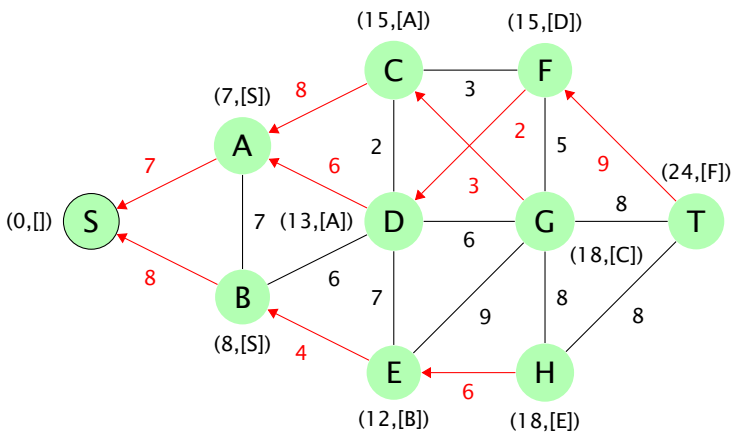 (15,[A])
(15,[D])
C
F
3
8
(7,[S])
2
A
2
5
(24,[F])
7
6
3
9
(0,[])
S
7
(13,[A])
D
6
G
8
T
(18,[C])
8
B
6
7
9
8
8
(8,[S])
4
E
6
H
(12,[B])
(18,[E])